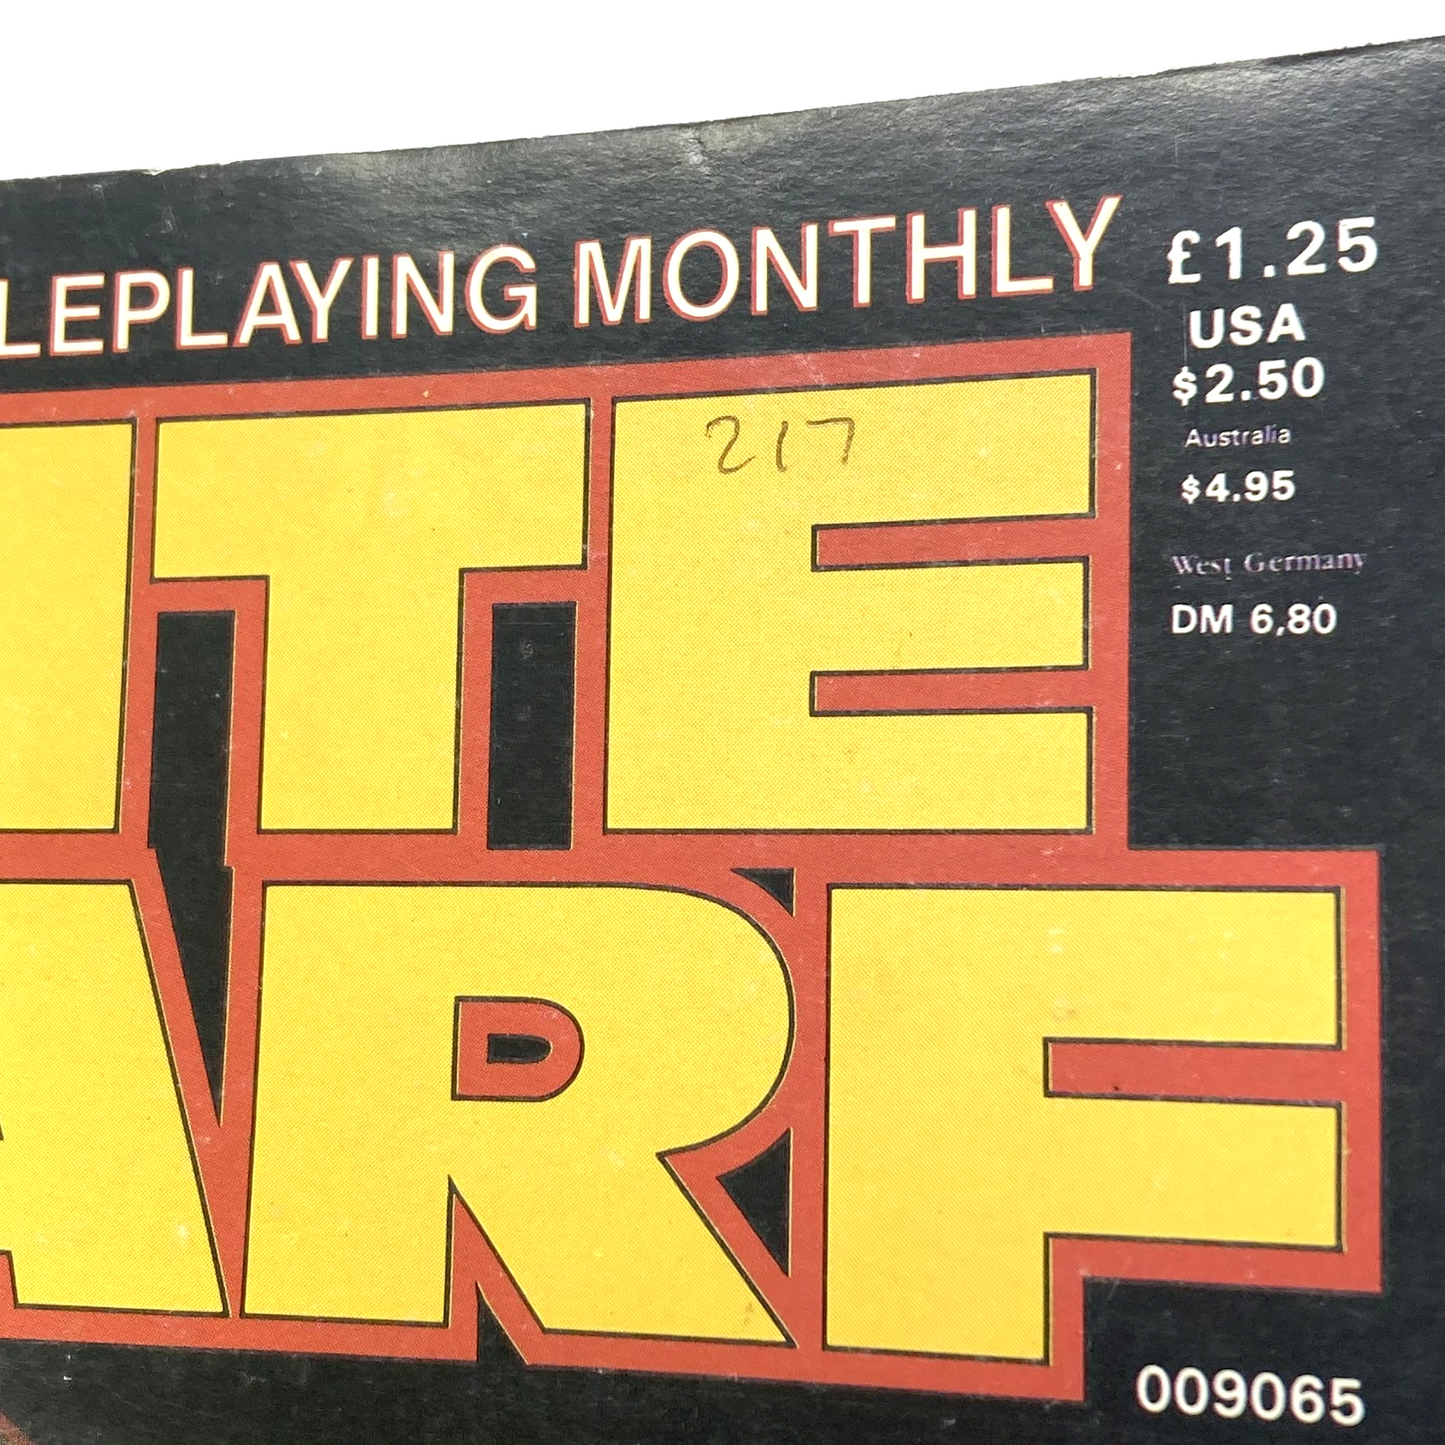 LEPLAYING MONTHLY
£1.25
USA
$2.50
Australia
$4.95
West Germany
DM 6,80
217
ITE
ARF
009065